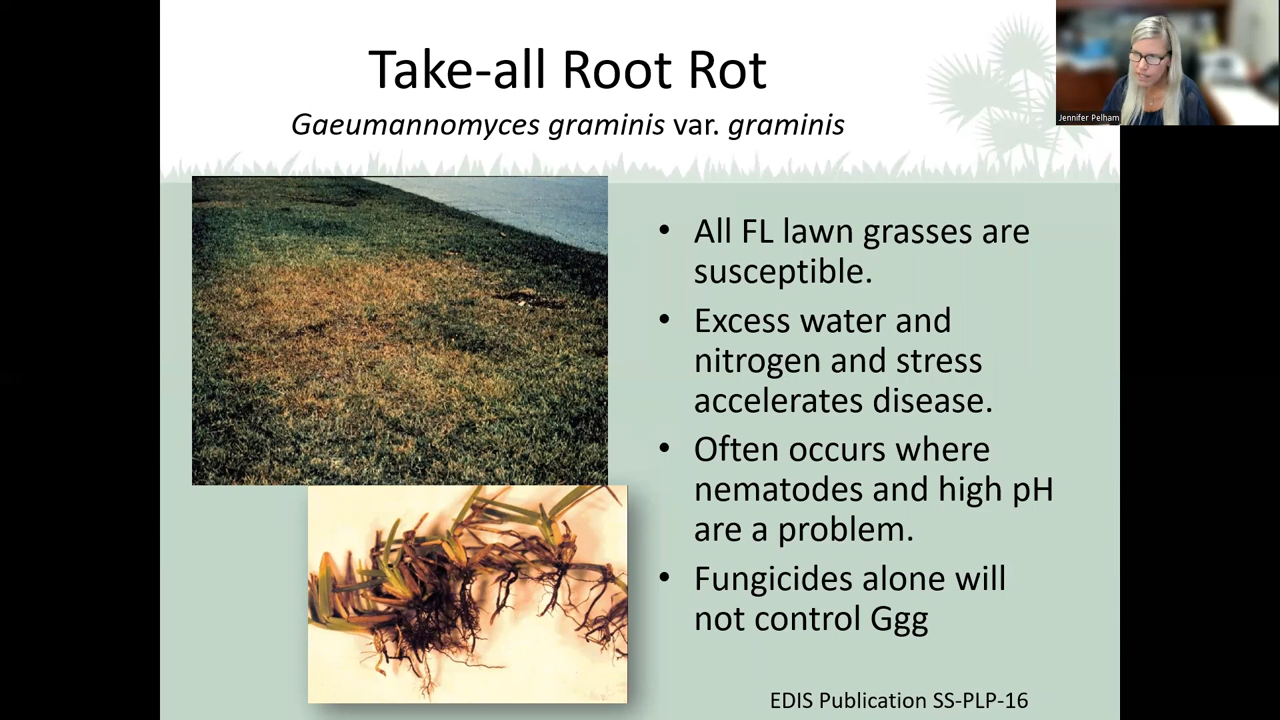 Take-all Root Rot
Gaeumannomyces graminis var. graminis
Jennifer Pelham
• All FL lawn grasses are
susceptible.
• Excess water and
nitrogen and stress
accelerates disease.
• Often occurs where
nematodes and high pH
are a problem.
• Fungicides alone will
not control Ggg
EDIS Publication SS-PLP-16